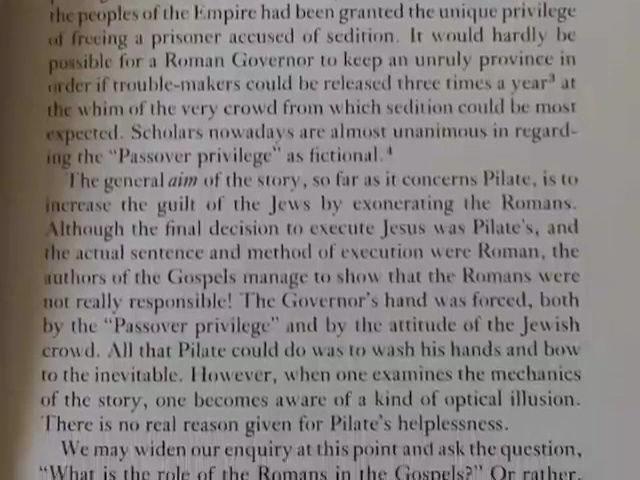 the peoples of the Empire had been granted the unique privilege
of freeing a prisoner accused of sedition. It would hardly be
possible for a Roman Governor to keep an unruly province in
order if trouble-makers could be released three times a year³ at
the whim of the very crowd from which sedition could be most
expected. Scholars nowadays are almost unanimous in regard-
ing the “Passover privilege” as fictional.⁴
The general aim of the story, so far as it concerns Pilate, is to
increase the guilt of the Jews by exonerating the Romans.
Although the final decision to execute Jesus was Pilate’s, and
the actual sentence and method of execution were Roman, the
authors of the Gospels manage to show that the Romans were
not really responsible! The Governor’s hand was forced, both
by the “Passover privilege” and by the attitude of the Jewish
crowd. All that Pilate could do was to wash his hands and bow
to the inevitable. However, when one examines the mechanics
of the story, one becomes aware of a kind of optical illusion.
There is no real reason given for Pilate’s helplessness.
We may widen our enquiry at this point and ask the question,
“What is the role of the Romans in the Gospels?” Or rather,